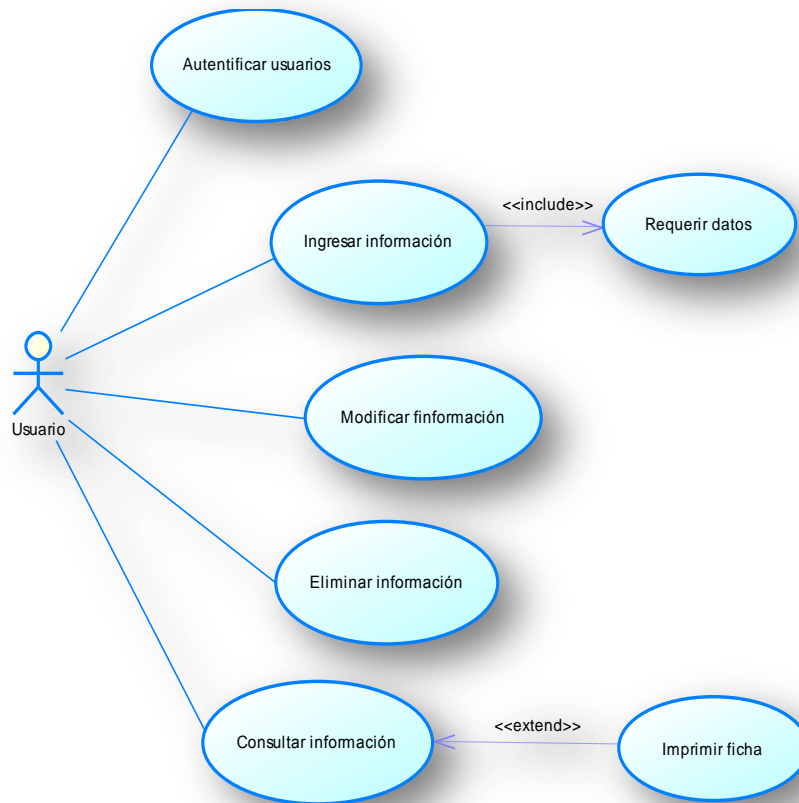 Autentificar usuarios
<<include>>
Ingresar información
Requerir datos
Modificar finformación
Usuario
Eliminar información
<<extend>>
Consultar información
Imprimir ficha